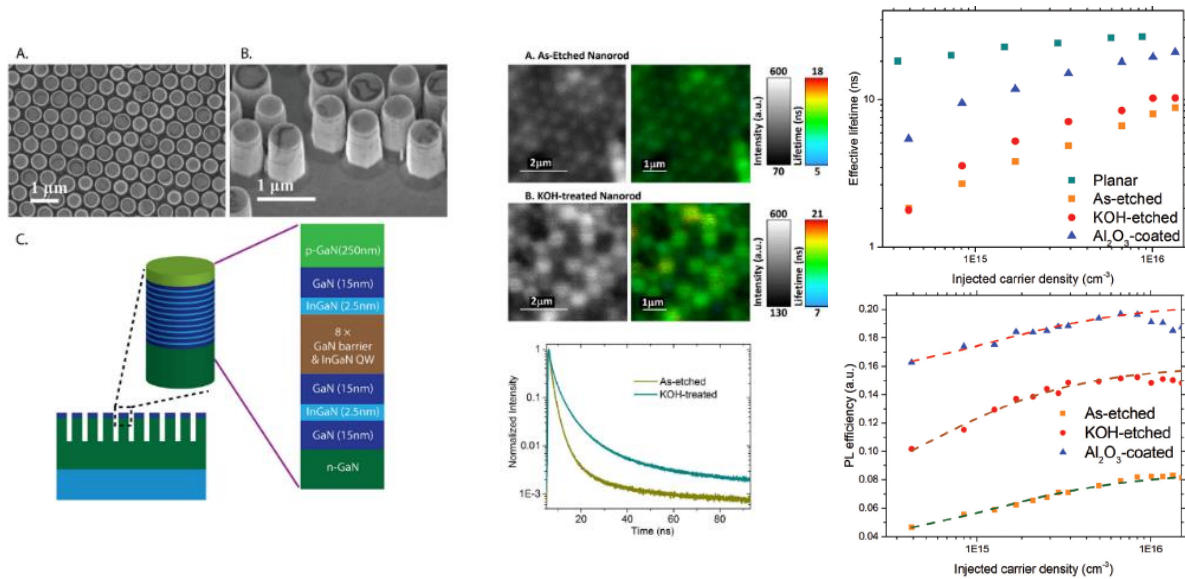 A.
B.
1 μm
1 μm
C.
p-GaN(250nm)
GaN (15nm)
InGaN (2.5nm)
8 ×
GaN barrier
& InGaN QW
GaN (15nm)
InGaN (2.5nm)
GaN (15nm)
n-GaN
A. As-Etched Nanorod
2μm
1μm
600
Intensity (a.u.)
70
18
Lifetime (ns)
5
B. KOH-treated Nanorod
2μm
1μm
600
Intensity (a.u.)
130
21
Lifetime (ns)
7
Normalized Intensity
1
0.1
0.01
1E-3
As-etched
KOH-treated
20 40 60 80
Time (ns)
Effective lifetime (ns)
10
1
Planar
As-etched
KOH-etched
Al₂O₃-coated
1E15 1E16
Injected carrier density (cm⁻³)
PL efficiency (a.u.)
0.20
0.18
0.16
0.14
0.12
0.10
0.08
0.06
0.04
As-etched
KOH-etched
Al₂O₃-coated
1E15 1E16
Injected carrier density (cm⁻³)